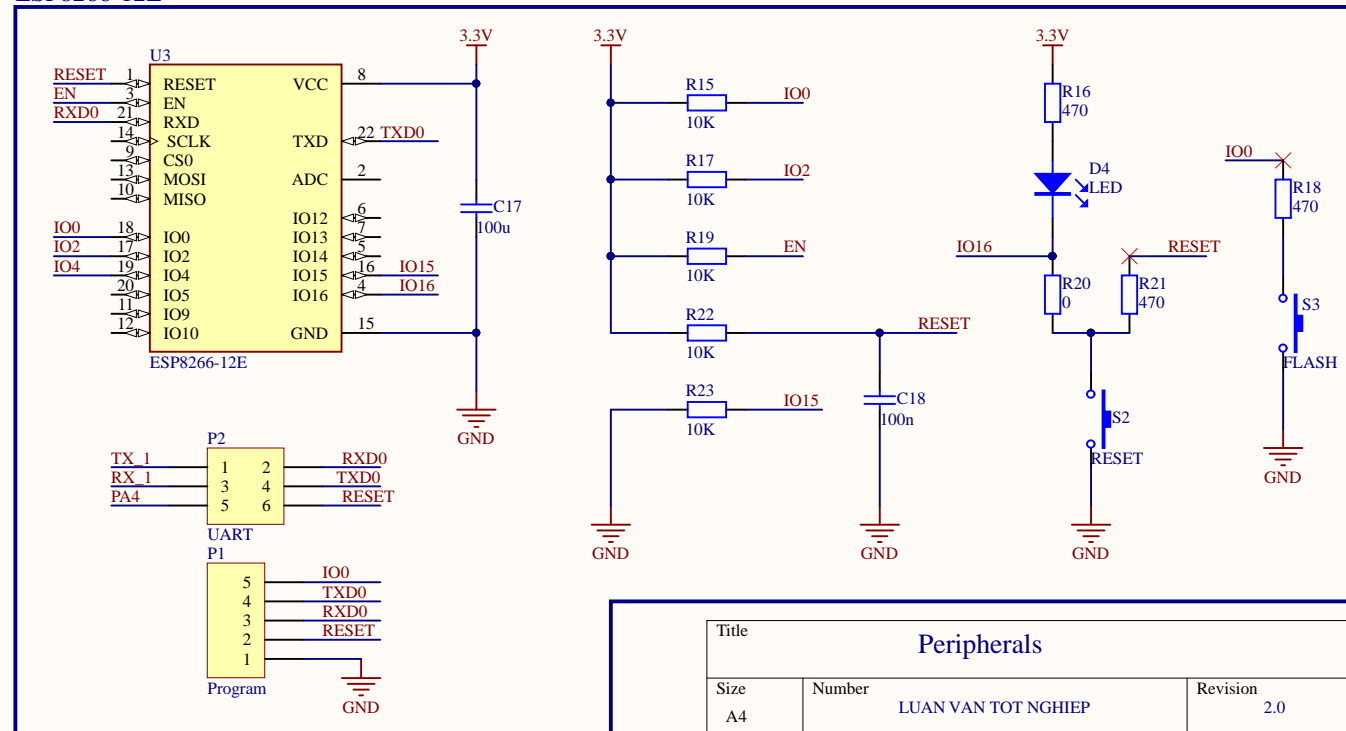 ESP8266-12E
U3
RESET 1 RESET
EN 3 EN
RXD0 21 RXD
14 SCLK
9 CS0
13 MOSI
10 MISO
IO0 18 IO0
IO2 17 IO2
IO4 19 IO4
20 IO5
11 IO9
12 IO10
VCC 8
TXD 22 TXD0
ADC 2
IO12 6
IO13 7
IO14 5
IO15 16 IO15
IO16 4 IO16
GND 15
ESP8266-12E
3.3V
C17
100u
GND
3.3V
R15
10K
IO0
R17
10K
IO2
R19
10K
EN
R22
10K
RESET
R23
10K
IO15
GND
C18
100n
GND
3.3V
R16
470
D4
LED
IO16
R20
0
R21
470
RESET
S2
RESET
GND
IO0
R18
470
S3
FLASH
GND
P2
TX_1 1 2 RXD0
RX_1 3 4 TXD0
PA4 5 6 RESET
UART
P1
5 IO0
4 TXD0
3 RXD0
2 RESET
1
Program
GND
Title
Peripherals
Size
A4
Number
LUAN VAN TOT NGHIEP
Revision
2.0